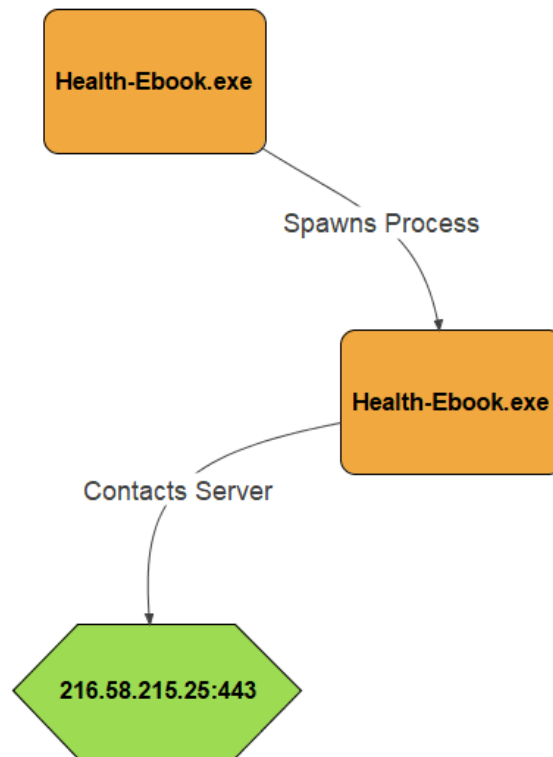 Health-Ebook.exe
Spawns Process
Health-Ebook.exe
Contacts Server
216.58.215.25:443